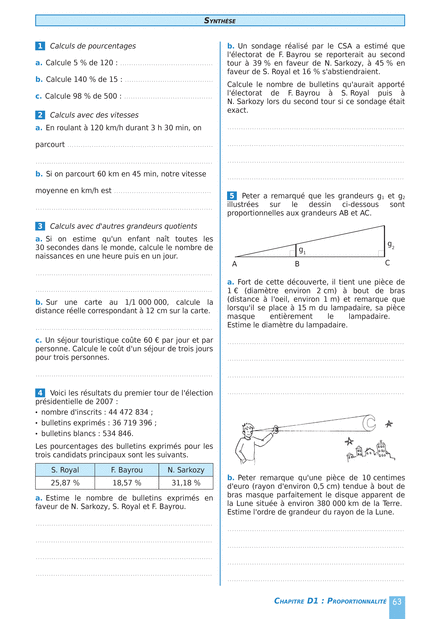 SYNTHÈSE
1 Calculs de pourcentages
a. Calcule 5 % de 120 :
b. Calcule 140 % de 15 :
c. Calcule 98 % de 500 :
2 Calculs avec des vitesses
a. En roulant à 120 km/h durant 3 h 30 min, on
parcourt
b. Si on parcourt 60 km en 45 min, notre vitesse
moyenne en km/h est
3 Calculs avec d'autres grandeurs quotients
a. Si on estime qu'un enfant naît toutes les
30 secondes dans le monde, calcule le nombre de
naissances en une heure puis en un jour.
b. Sur une carte au 1/1 000 000, calcule la
distance réelle correspondant à 12 cm sur la carte.
c. Un séjour touristique coûte 60 € par jour et par
personne. Calcule le coût d'un séjour de trois jours
pour trois personnes.
4 Voici les résultats du premier tour de l'élection
présidentielle de 2007 :
• nombre d'inscrits : 44 472 834 ;
• bulletins exprimés : 36 719 396 ;
• bulletins blancs : 534 846.
Les pourcentages des bulletins exprimés pour les
trois candidats principaux sont les suivants.
S. Royal F. Bayrou N. Sarkozy
25,87 % 18,57 % 31,18 %
a. Estime le nombre de bulletins exprimés en
faveur de N. Sarkozy, S. Royal et F. Bayrou.
b. Un sondage réalisé par le CSA a estimé que
l'électorat de F. Bayrou se reporterait au second
tour à 39 % en faveur de N. Sarkozy, à 45 % en
faveur de S. Royal et 16 % s'abstiendraient.
Calcule le nombre de bulletins qu'aurait apporté
l'électorat de F. Bayrou à S. Royal puis à
N. Sarkozy lors du second tour si ce sondage était
exact.
5 Peter a remarqué que les grandeurs g1 et g2
illustrées sur le dessin ci-dessous sont
proportionnelles aux grandeurs AB et AC.
g1
g2
A B C
a. Fort de cette découverte, il tient une pièce de
1 € (diamètre environ 2 cm) à bout de bras
(distance à l'oeil, environ 1 m) et remarque que
lorsqu'il se place à 15 m du lampadaire, sa pièce
masque entièrement le lampadaire.
Estime le diamètre du lampadaire.
b. Peter remarque qu'une pièce de 10 centimes
d'euro (rayon d'environ 0,5 cm) tendue à bout de
bras masque parfaitement le disque apparent de
la Lune située à environ 380 000 km de la Terre.
Estime l'ordre de grandeur du rayon de la Lune.
CHAPITRE D1 : PROPORTIONNALITÉ 63